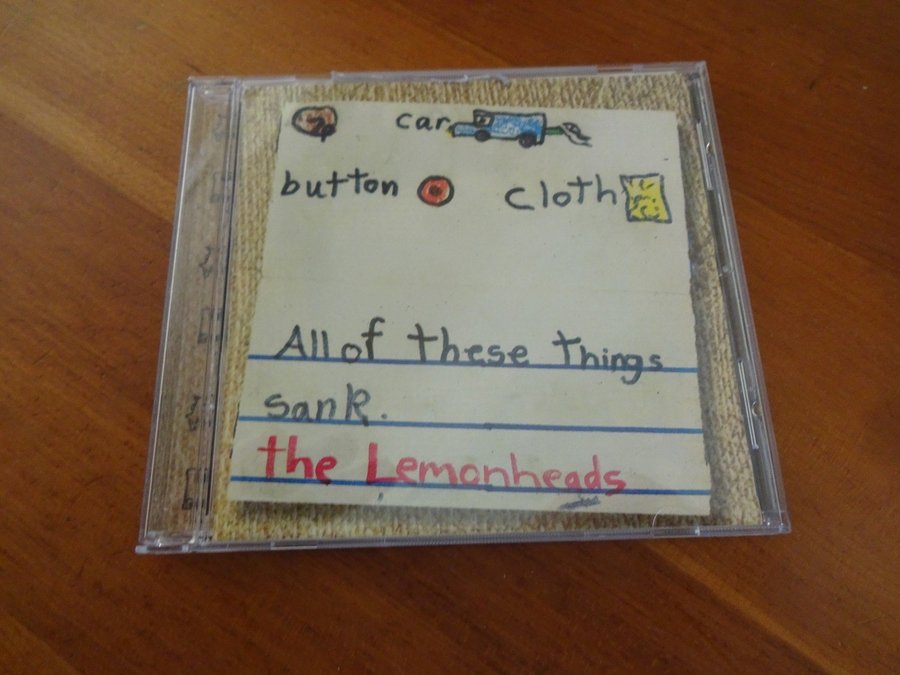 car
button cloth
All of these things
sank.
the Lemonheads